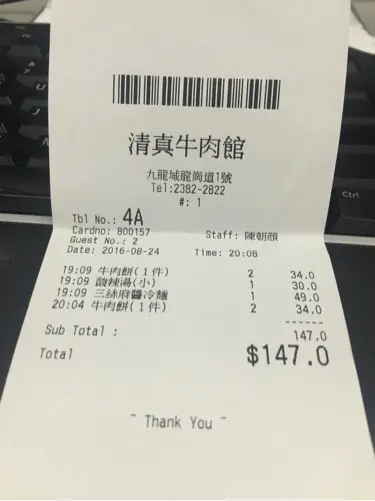 清真牛肉館
九龍城龍崗道1號
Tel:2382-2822
#: 1
Tbl No.: 4A
Cardno: 800157 Staff: 陳朝顏
Guest No.: 2
Date: 2016-08-24 Time: 20:08
19:09 牛肉餅(1件) 2 34.0
19:09 酸辣湯(小) 1 30.0
19:09 三絲麻醬冷麵 1 49.0
20:04 牛肉餅(1件) 2 34.0
Sub Total : 147.0
Total $147.0
~ Thank You ~
Ctrl